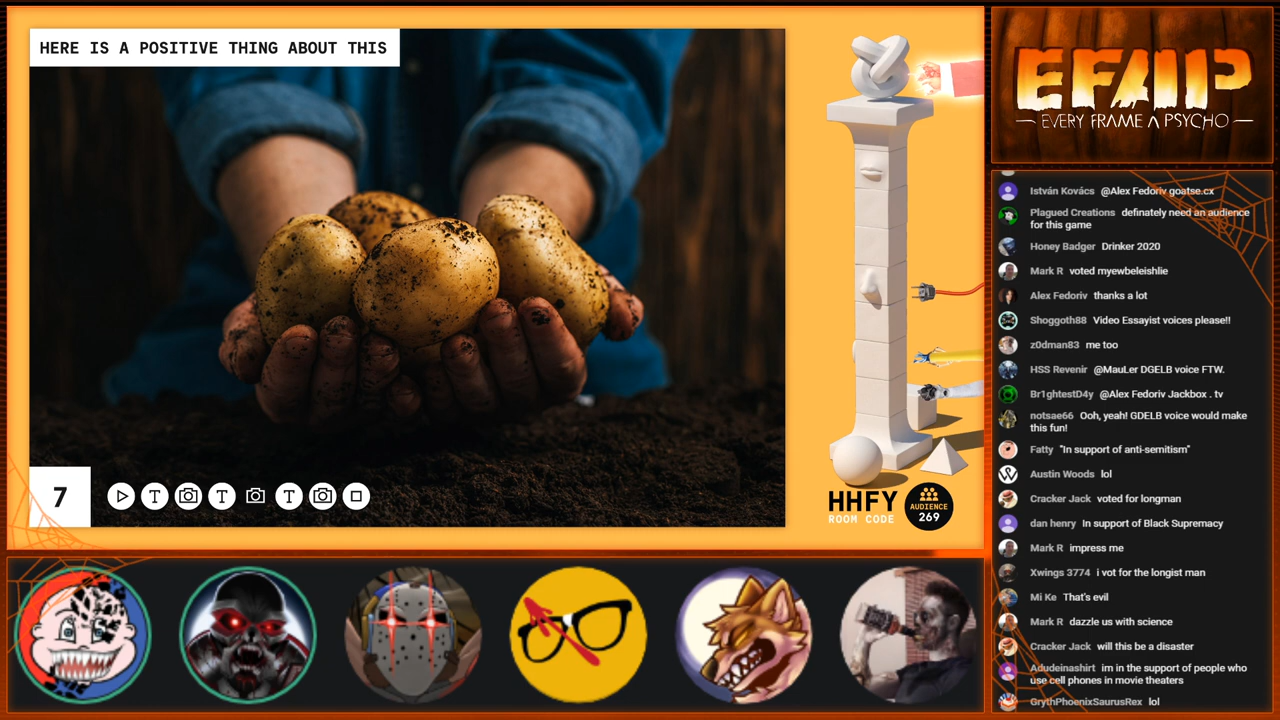 HERE IS A POSITIVE THING ABOUT THIS
7
T
T
T
HHFY
ROOM CODE
AUDIENCE
269
EFAP
EVERY FRAME A PSYCHO
István Kovács @Alex Fedoriv goatse.cx
Plagued Creations definately need an audience
for this game
Honey Badger Drinker 2020
Mark R voted myewbeleishlie
Alex Fedoriv thanks a lot
Shoggoth88 Video Essayist voices please!!
z0dman83 me too
HSS Revenir @MauLer DGELB voice FTW.
Br1ghtestD4y @Alex Fedoriv Jackbox . tv
notsae66 Ooh, yeah! GDELB voice would make
this fun!
Fatty "In support of anti-semitism"
Austin Woods lol
Cracker Jack voted for longman
dan henry In support of Black Supremacy
Mark R impress me
Xwings 3774 i vot for the longist man
Mi Ke That's evil
Mark R dazzle us with science
Cracker Jack will this be a disaster
Adudeinashirt im in the support of people who
use cell phones in movie theaters
GrythPhoenixSaurusRex lol